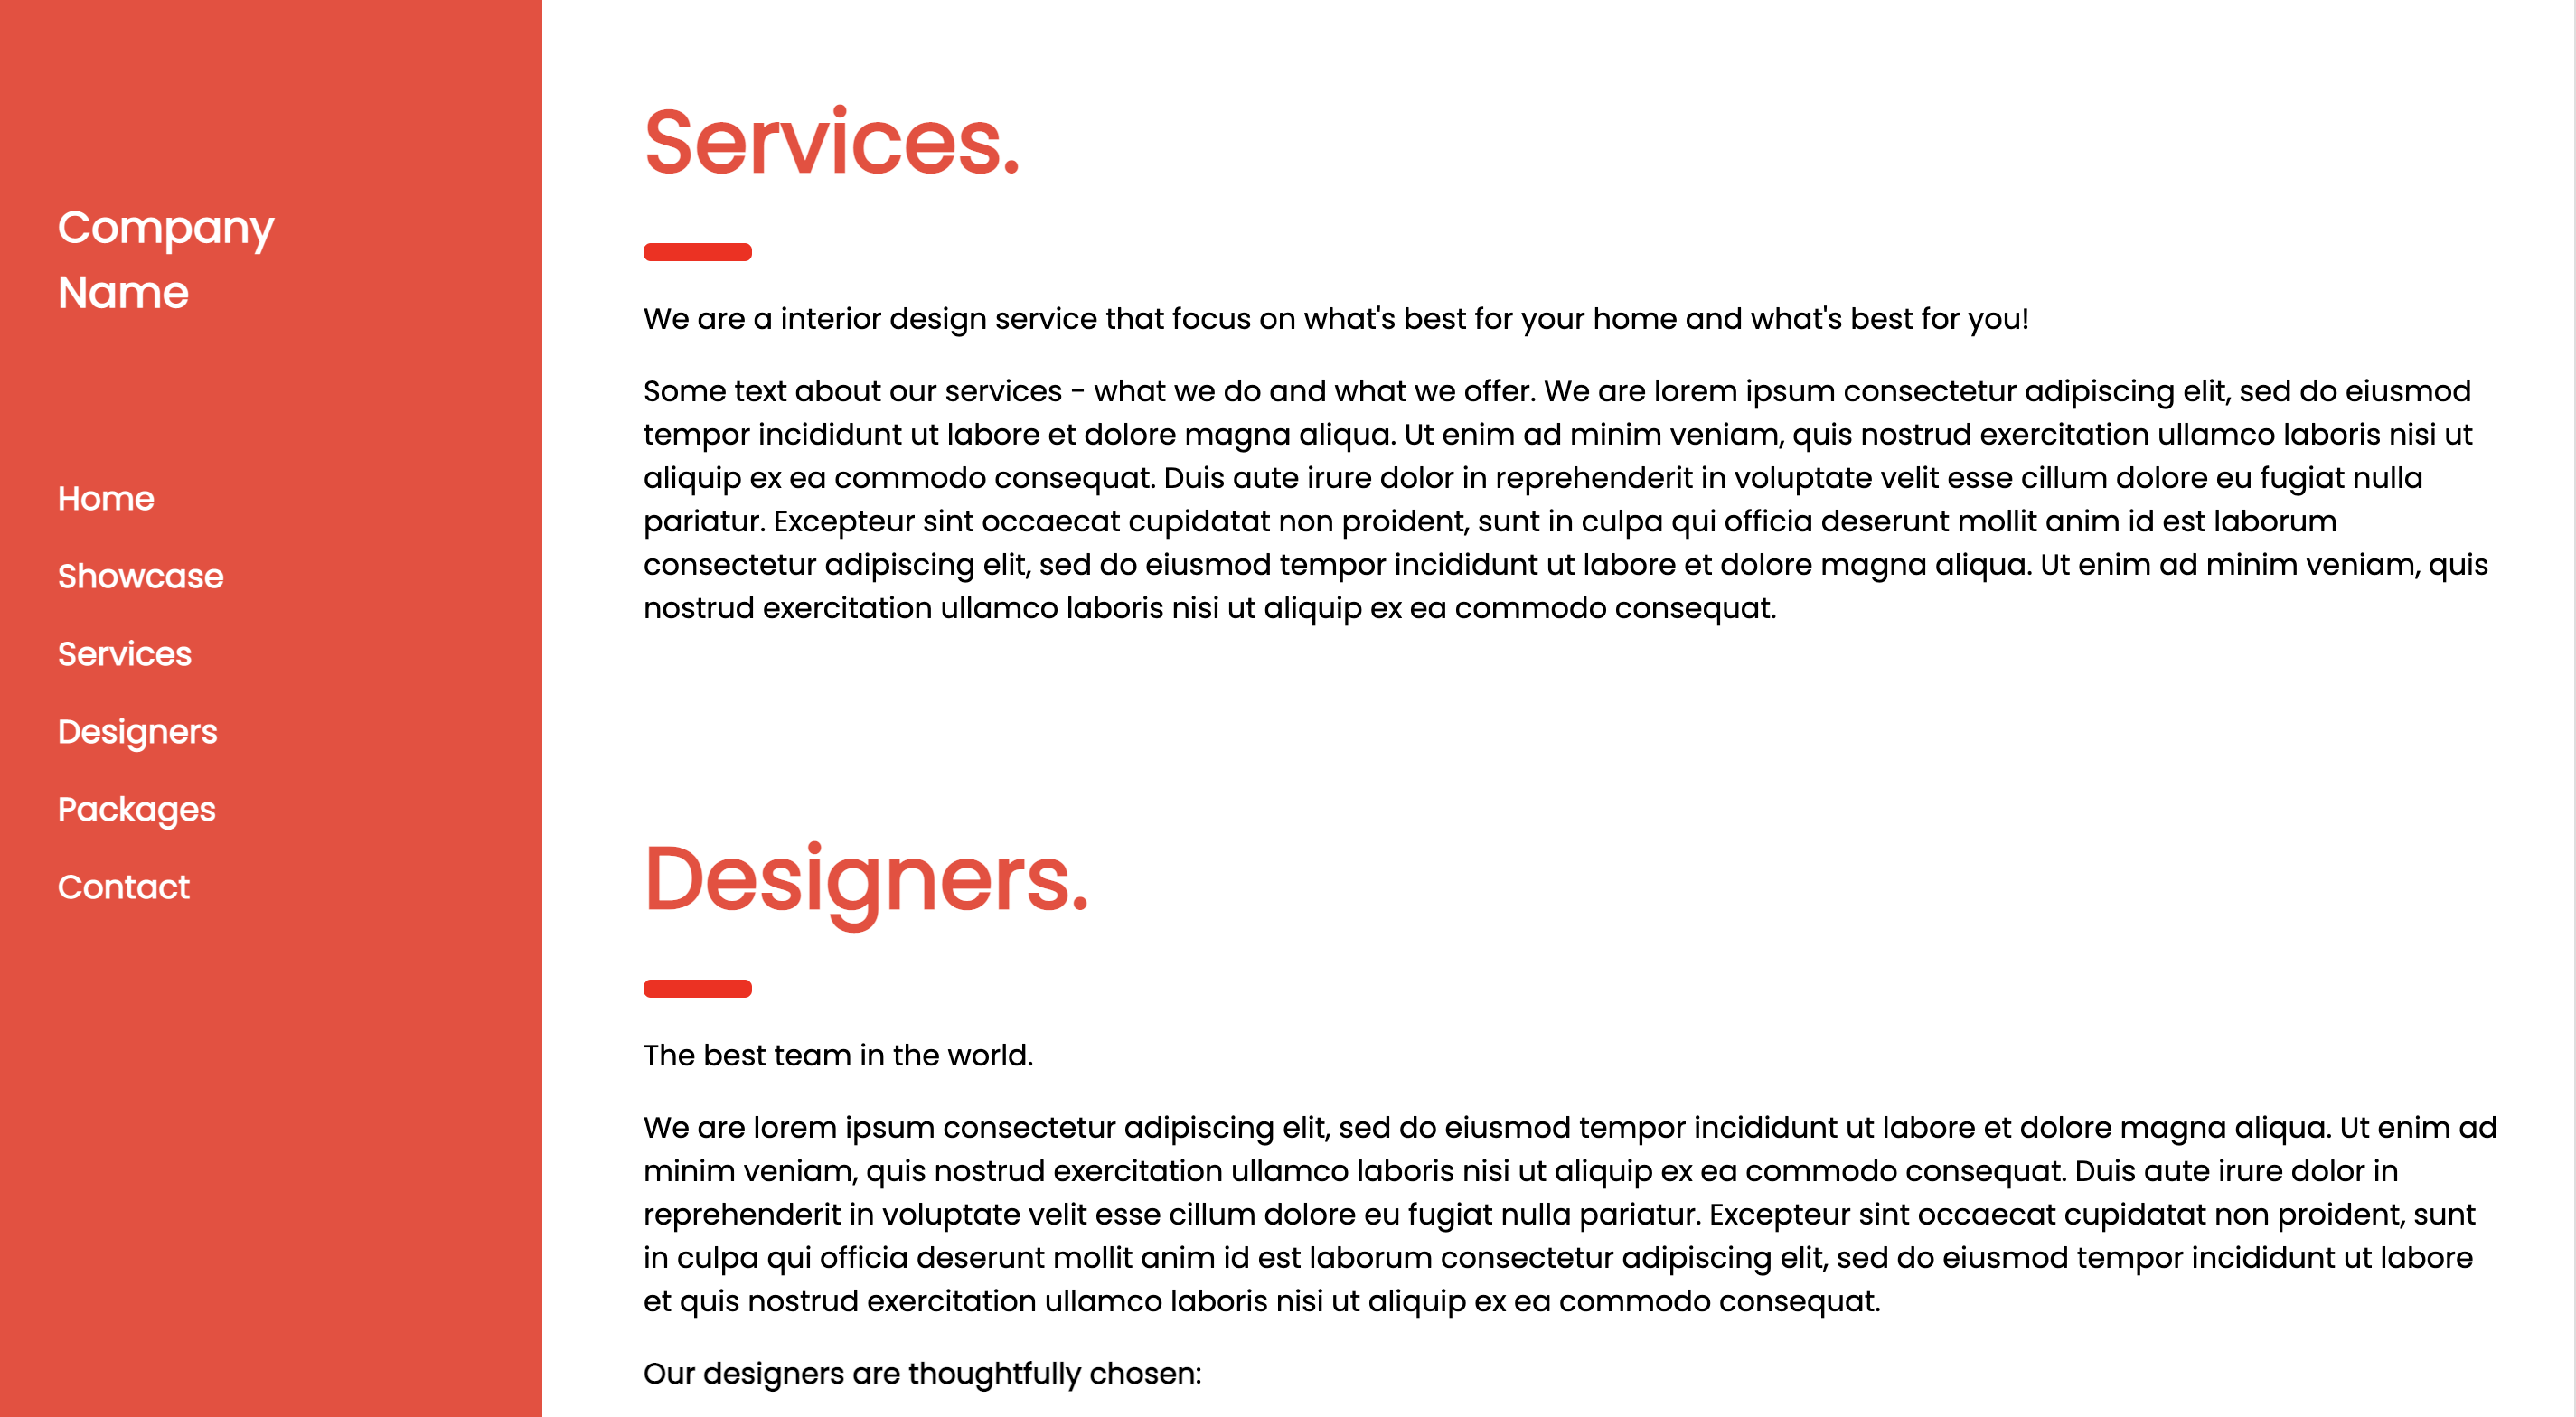 Company
Name
Home
Showcase
Services
Designers
Packages
Contact
Services.
We are a interior design service that focus on what's best for your home and what's best for you!
Some text about our services - what we do and what we offer. We are lorem ipsum consectetur adipiscing elit, sed do eiusmod
tempor incididunt ut labore et dolore magna aliqua. Ut enim ad minim veniam, quis nostrud exercitation ullamco laboris nisi ut
aliquip ex ea commodo consequat. Duis aute irure dolor in reprehenderit in voluptate velit esse cillum dolore eu fugiat nulla
pariatur. Excepteur sint occaecat cupidatat non proident, sunt in culpa qui officia deserunt mollit anim id est laborum
consectetur adipiscing elit, sed do eiusmod tempor incididunt ut labore et dolore magna aliqua. Ut enim ad minim veniam, quis
nostrud exercitation ullamco laboris nisi ut aliquip ex ea commodo consequat.
Designers.
The best team in the world.
We are lorem ipsum consectetur adipiscing elit, sed do eiusmod tempor incididunt ut labore et dolore magna aliqua. Ut enim ad
minim veniam, quis nostrud exercitation ullamco laboris nisi ut aliquip ex ea commodo consequat. Duis aute irure dolor in
reprehenderit in voluptate velit esse cillum dolore eu fugiat nulla pariatur. Excepteur sint occaecat cupidatat non proident, sunt
in culpa qui officia deserunt mollit anim id est laborum consectetur adipiscing elit, sed do eiusmod tempor incididunt ut labore
et quis nostrud exercitation ullamco laboris nisi ut aliquip ex ea commodo consequat.
Our designers are thoughtfully chosen: